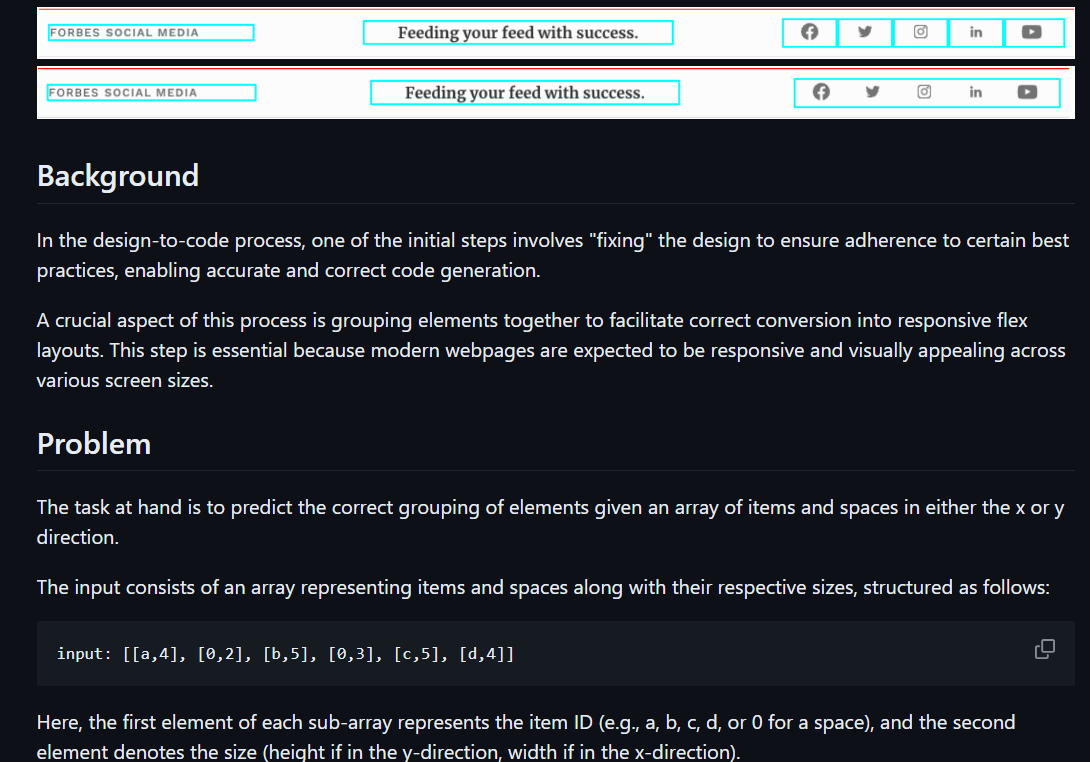 FORBES SOCIAL MEDIA Feeding your feed with success. in
FORBES SOCIAL MEDIA Feeding your feed with success. in
Background
In the design-to-code process, one of the initial steps involves "fixing" the design to ensure adherence to certain best
practices, enabling accurate and correct code generation.
A crucial aspect of this process is grouping elements together to facilitate correct conversion into responsive flex
layouts. This step is essential because modern webpages are expected to be responsive and visually appealing across
various screen sizes.
Problem
The task at hand is to predict the correct grouping of elements given an array of items and spaces in either the x or y
direction.
The input consists of an array representing items and spaces along with their respective sizes, structured as follows:
input: [[a,4], [0,2], [b,5], [0,3], [c,5], [d,4]]
Here, the first element of each sub-array represents the item ID (e.g., a, b, c, d, or 0 for a space), and the second
element denotes the size (height if in the y-direction, width if in the x-direction).